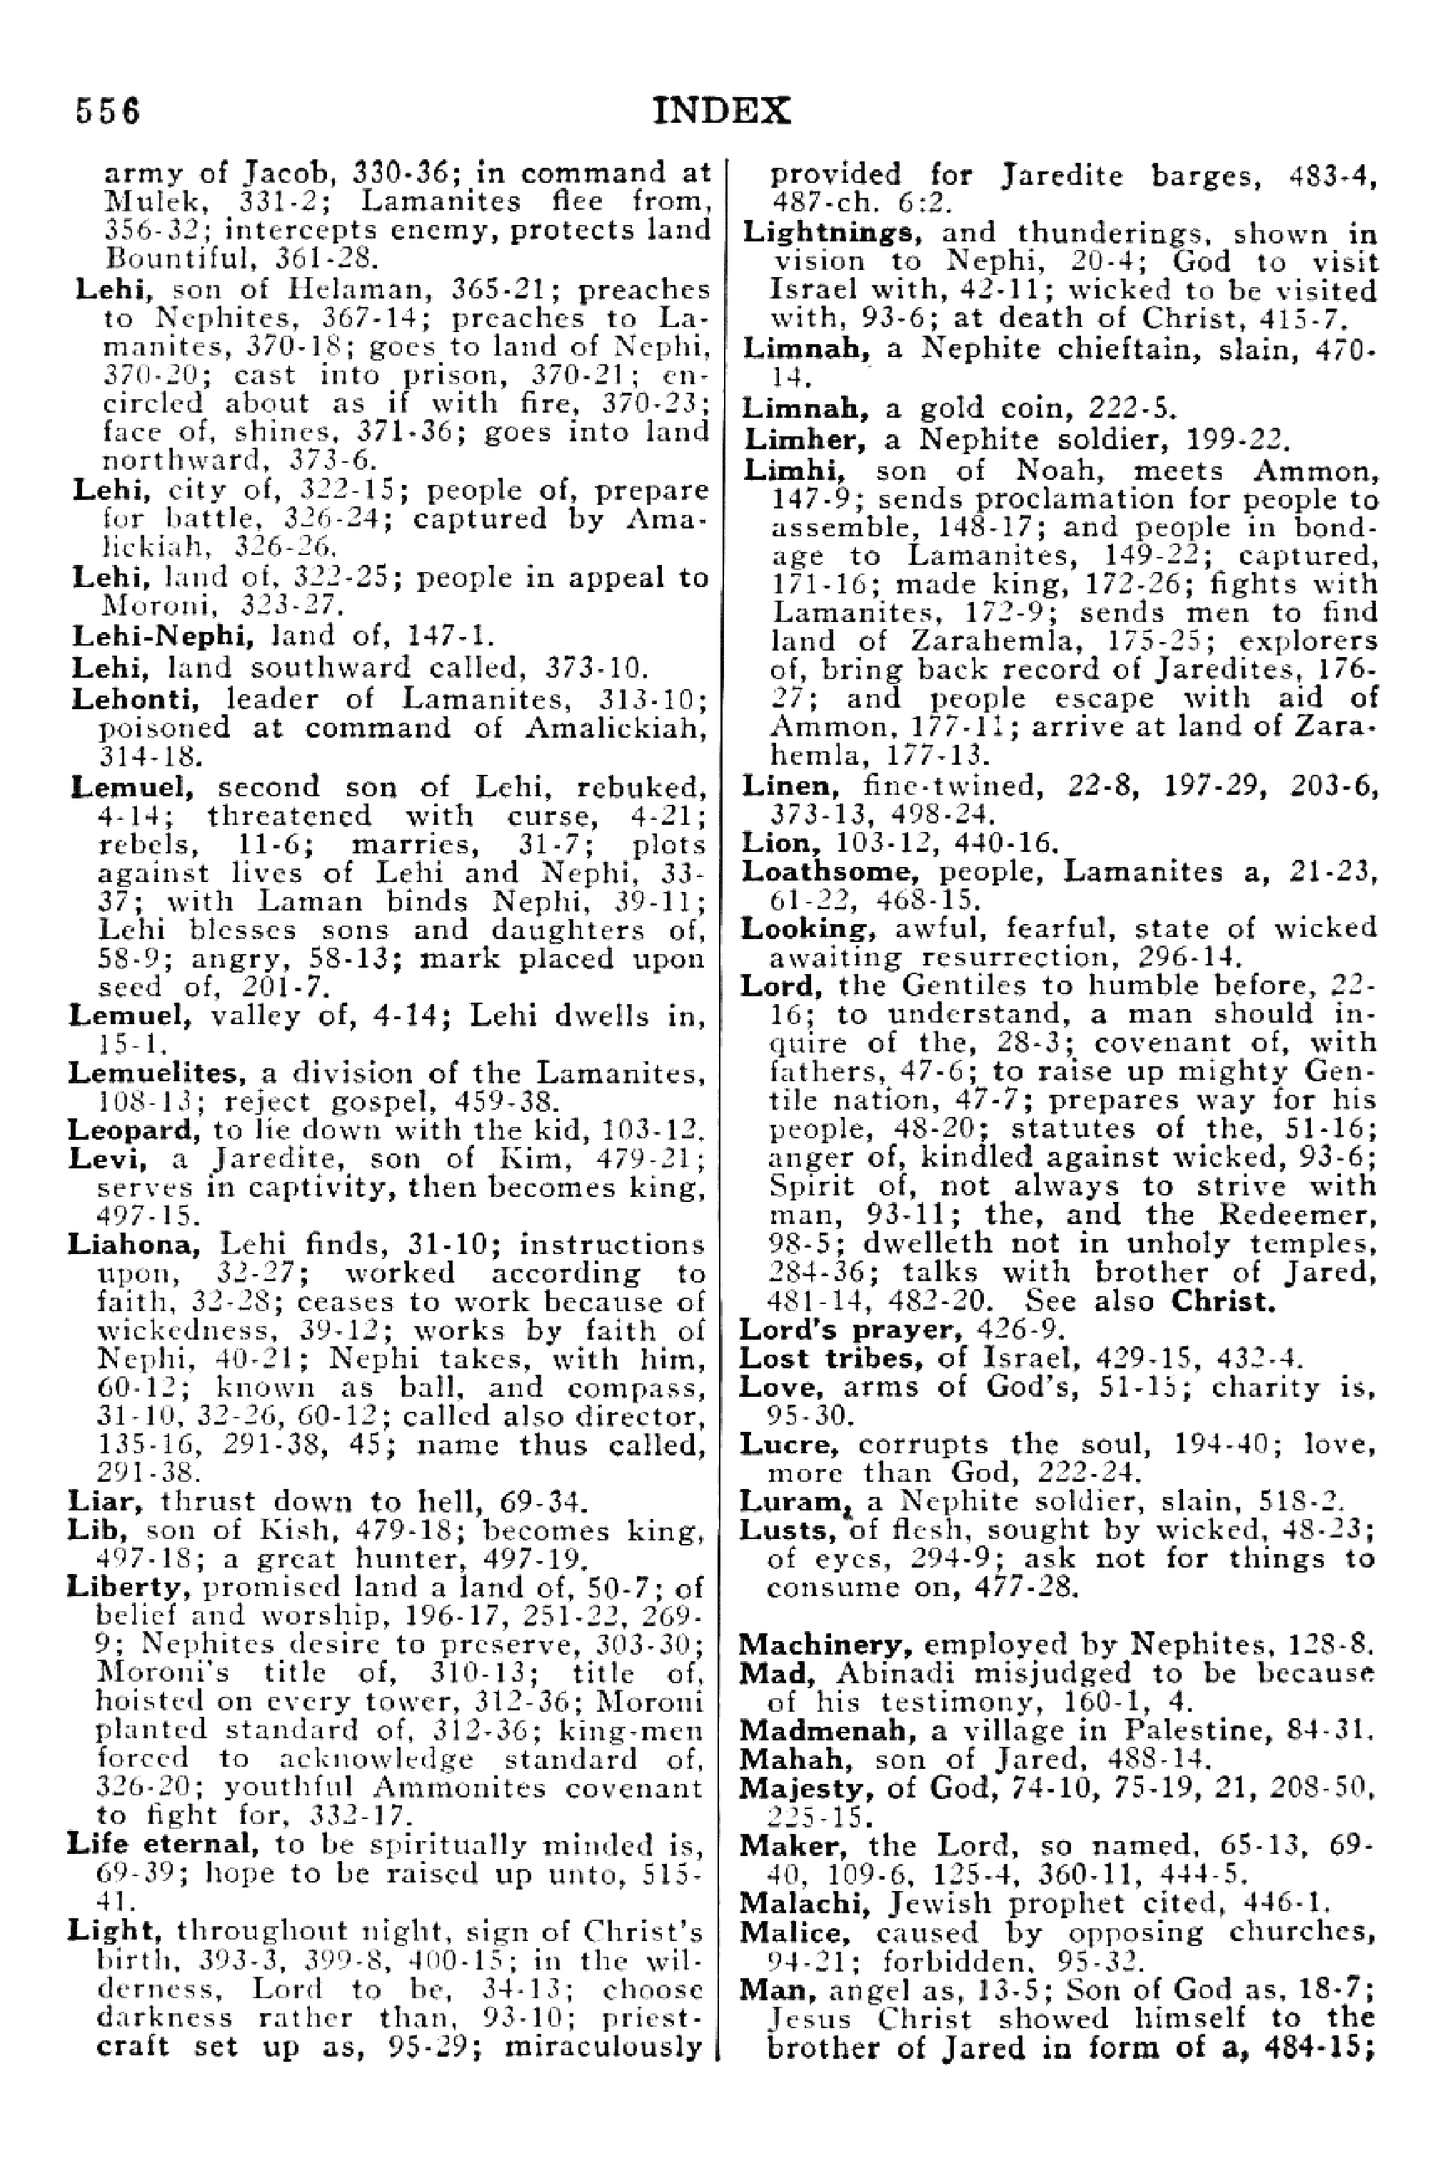 556
INDEX
army of Jacob, 330-36; in command at
Mulek, 331-2; Lamanites flee from,
356-32; intercepts enemy, protects land
Bountiful, 361-28.
Lehi, son of Helaman, 365-21; preaches
to Nephites, 367-14; preaches to La-
manites, 370-18; goes to land of Nephi,
370-20; cast into prison, 370-21; en-
circled about as if with fire, 370-23;
face of, shines, 371-36; goes into land
northward, 373-6.
Lehi, city of, 322-15; people of, prepare
for battle, 326-24; captured by Ama-
lickiah, 326-26.
Lehi, land of, 322-25; people in appeal to
Moroni, 323-27.
Lehi-Nephi, land of, 147-1.
Lehi, land southward called, 373-10.
Lehonti, leader of Lamanites, 313-10;
poisoned at command of Amalickiah,
314-18.
Lemuel, second son of Lehi, rebuked,
4-14; threatened with curse, 4-21;
rebels, 11-6; marries, 31-7; plots
against lives of Lehi and Nephi, 33-
37; with Laman binds Nephi, 39-11;
Lehi blesses sons and daughters of,
58-9; angry, 58-13; mark placed upon
seed of, 201-7.
Lemuel, valley of, 4-14; Lehi dwells in,
15-1.
Lemuelites, a division of the Lamanites,
108-13; reject gospel, 459-38.
Leopard, to lie down with the kid, 103-12.
Levi, a Jaredite, son of Kim, 479-21;
serves in captivity, then becomes king,
497-15.
Liahona, Lehi finds, 31-10; instructions
upon, 32-27; worked according to
faith, 32-28; ceases to work because of
wickedness, 39-12; works by faith of
Nephi, 40-21; Nephi takes, with him,
60-12; known as ball, and compass,
31-10, 32-26, 60-12; called also director,
135-16, 291-38, 45; name thus called,
291-38.
Liar, thrust down to hell, 69-34.
Lib, son of Kish, 479-18; becomes king,
497-18; a great hunter, 497-19.
Liberty, promised land a land of, 50-7; of
belief and worship, 196-17, 251-22, 269-
9; Nephites desire to preserve, 303-30;
Moroni's title of, 310-13; title of,
hoisted on every tower, 312-36; Moroni
planted standard of, 312-36; king-men
forced to acknowledge standard of,
326-20; youthful Ammonites covenant
to fight for, 332-17.
Life eternal, to be spiritually minded is,
69-39; hope to be raised up unto, 515-
41.
Light, throughout night, sign of Christ's
birth, 393-3, 399-8, 400-15; in the wil-
derness, Lord to be, 34-13; choose
darkness rather than, 93-10; priest-
craft set up as, 95-29; miraculously
provided for Jaredite barges, 483-4,
487-ch. 6:2.
Lightnings, and thunderings, shown in
vision to Nephi, 20-4; God to visit
Israel with, 42-11; wicked to be visited
with, 93-6; at death of Christ, 415-7.
Limnah, a Nephite chieftain, slain, 470-
14.
Limnah, a gold coin, 222-5.
Limher, a Nephite soldier, 199-22.
Limhi, son of Noah, meets Ammon,
147-9; sends proclamation for people to
assemble, 148-17; and people in bond-
age to Lamanites, 149-22; captured,
171-16; made king, 172-26; fights with
Lamanites, 172-9; sends men to find
land of Zarahemla, 175-25; explorers
of, bring back record of Jaredites, 176-
27; and people escape with aid of
Ammon, 177-11; arrive at land of Zara-
hemla, 177-13.
Linen, fine-twined, 22-8, 197-29, 203-6,
373-13, 498-24.
Lion, 103-12, 440-16.
Loathsome, people, Lamanites a, 21-23,
61-22, 468-15.
Looking, awful, fearful, state of wicked
awaiting resurrection, 296-14.
Lord, the Gentiles to humble before, 22-
16; to understand, a man should in-
quire of the, 28-3; covenant of, with
fathers, 47-6; to raise up mighty Gen-
tile nation, 47-7; prepares way for his
people, 48-20; statutes of the, 51-16;
anger of, kindled against wicked, 93-6;
Spirit of, not always to strive with
man, 93-11; the, and the Redeemer,
98-5; dwelleth not in unholy temples,
284-36; talks with brother of Jared,
481-14, 482-20. See also Christ.
Lord's prayer, 426-9.
Lost tribes, of Israel, 429-15, 432-4.
Love, arms of God's, 51-15; charity is,
95-30.
Lucre, corrupts the soul, 194-40; love,
more than God, 222-24.
Luram, a Nephite soldier, slain, 518-2.
Lusts, of flesh, sought by wicked, 48-23;
of eyes, 294-9; ask not for things to
consume on, 477-28.
Machinery, employed by Nephites, 128-8.
Mad, Abinadi misjudged to be because
of his testimony, 160-1, 4.
Madmenah, a village in Palestine, 84-31.
Mahah, son of Jared, 488-14.
Majesty, of God, 74-10, 75-19, 21, 208-50,
225-15.
Maker, the Lord, so named, 65-13, 69-
40, 109-6, 125-4, 360-11, 444-5.
Malachi, Jewish prophet cited, 446-1.
Malice, caused by opposing churches,
94-21; forbidden, 95-32.
Man, angel as, 13-5; Son of God as, 18-7;
Jesus Christ showed himself to the
brother of Jared in form of a, 484-15;